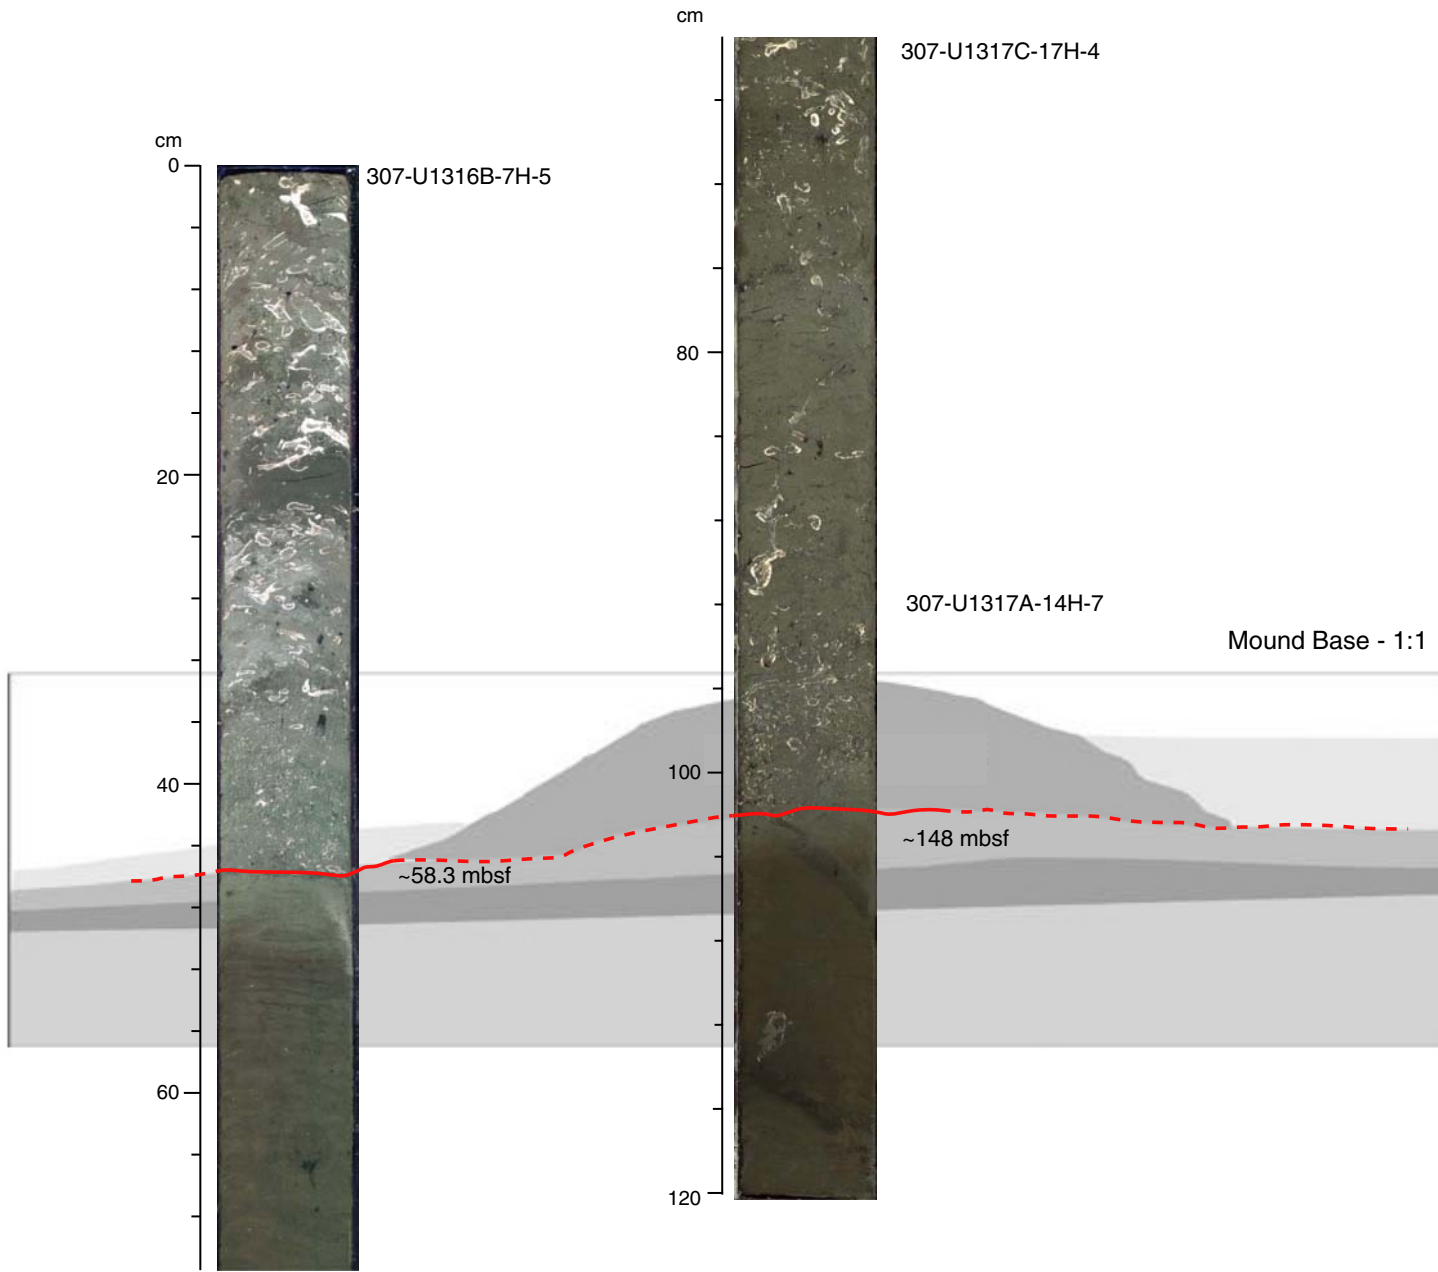 cm
307-U1317C-17H-4
cm
0
307-U1316B-7H-5
80
20
307-U1317A-14H-7
Mound Base - 1:1
100
40
~148 mbsf
~58.3 mbsf
60
120